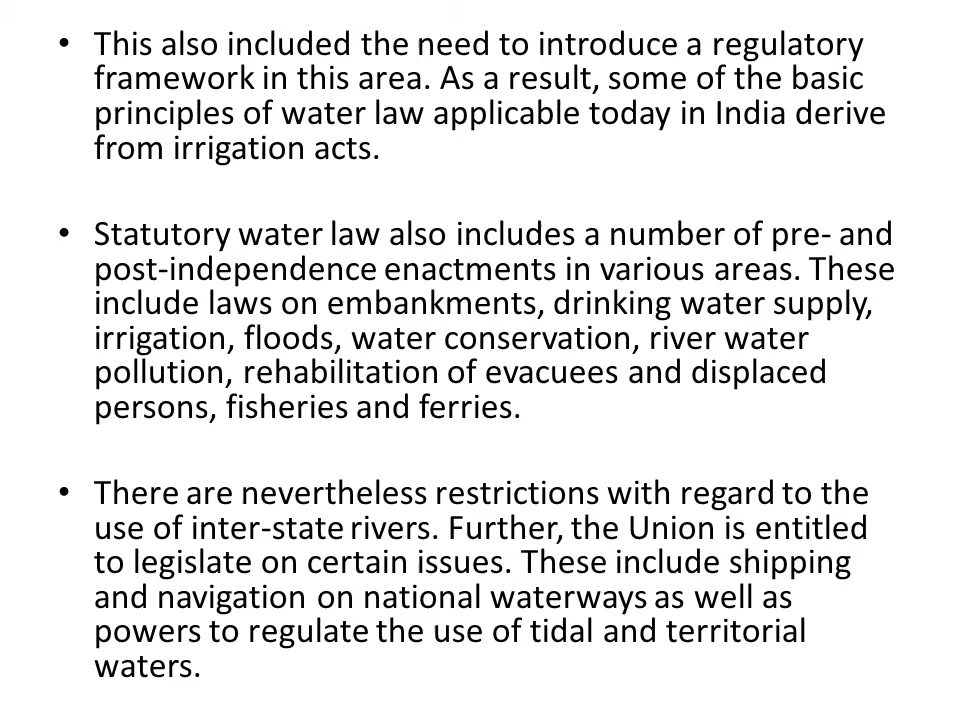 • This also included the need to introduce a regulatory
framework in this area. As a result, some of the basic
principles of water law applicable today in India derive
from irrigation acts.
• Statutory water law also includes a number of pre- and
post-independence enactments in various areas. These
include laws on embankments, drinking water supply,
irrigation, floods, water conservation, river water
pollution, rehabilitation of evacuees and displaced
persons, fisheries and ferries.
• There are nevertheless restrictions with regard to the
use of inter-state rivers. Further, the Union is entitled
to legislate on certain issues. These include shipping
and navigation on national waterways as well as
powers to regulate the use of tidal and territorial
waters.